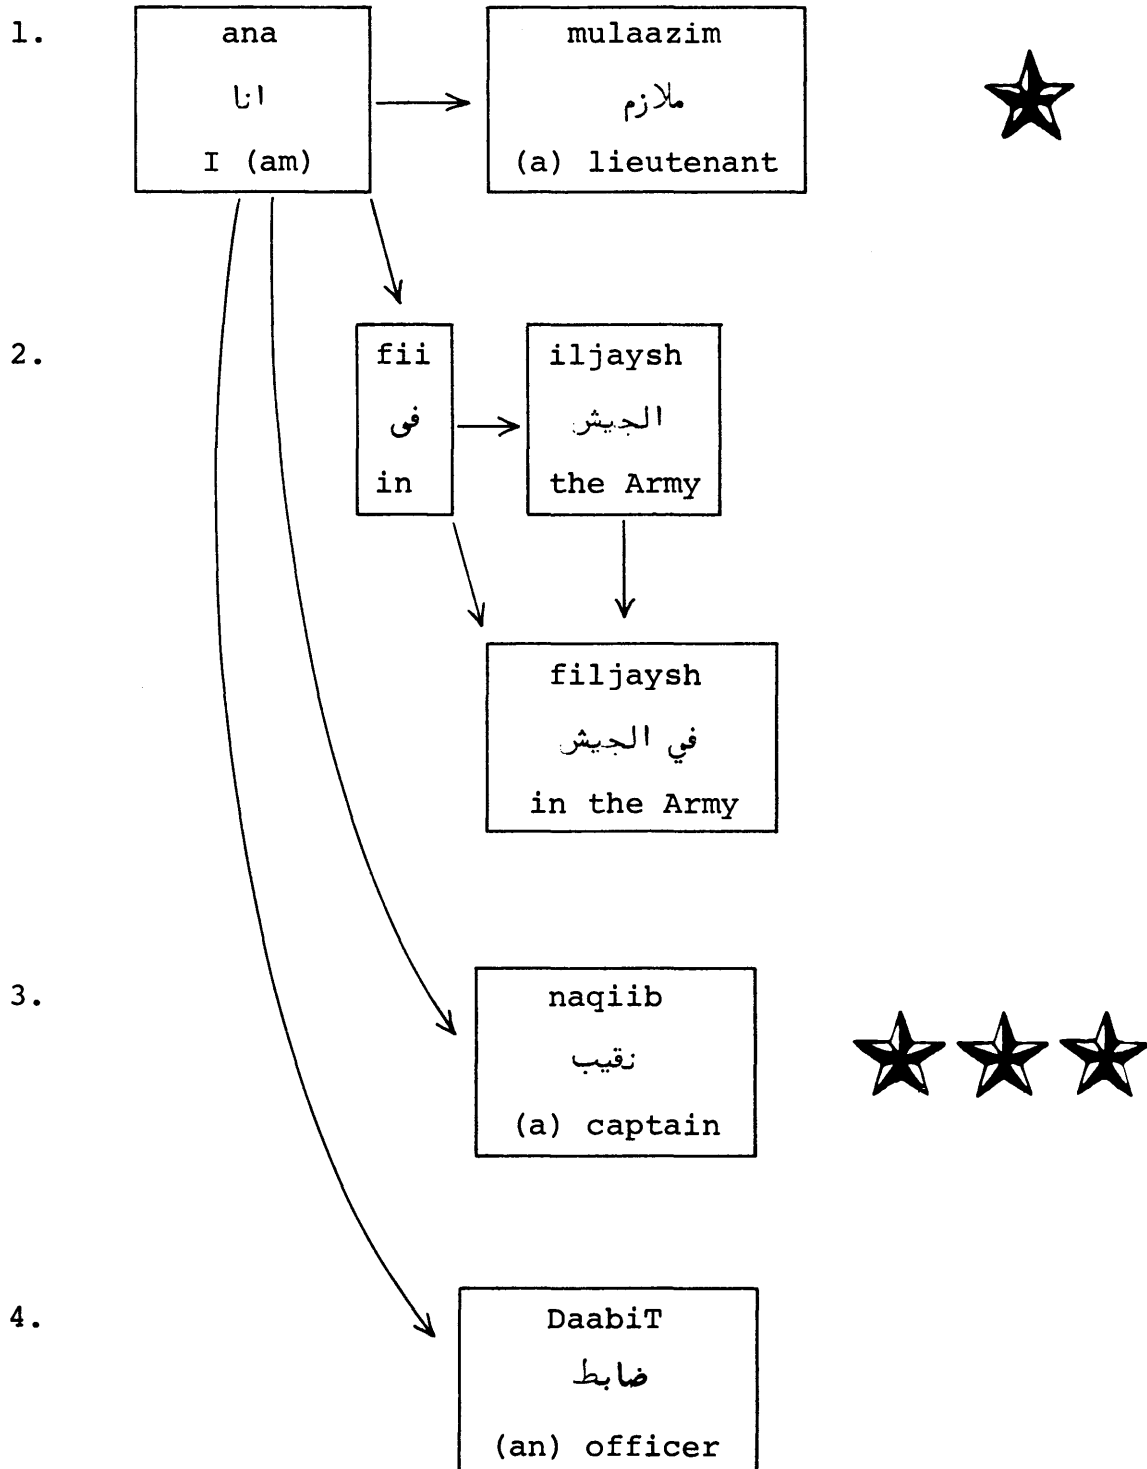 1.
ana
انا
I (am)
mulaazim
ملازم
(a) lieutenant
2.
fii
فى
in
iljaysh
الجيش
the Army
filjaysh
في الجيش
in the Army
3.
naqiib
نقيب
(a) captain
4.
DaabiT
ضابط
(an) officer